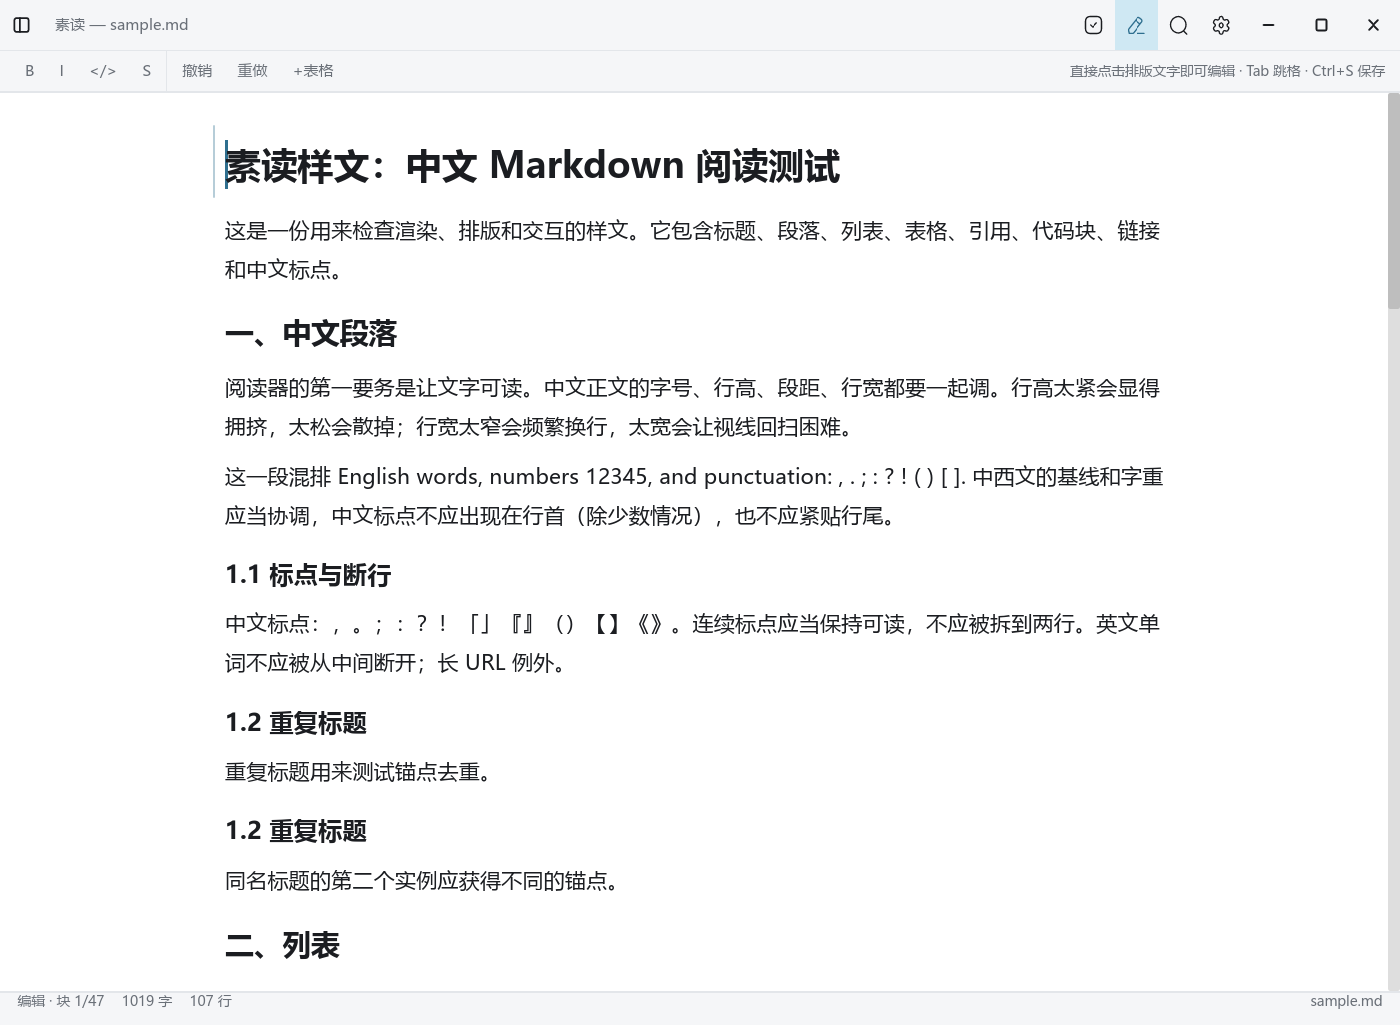 素读 — sample.md
B I </> S 撤销 重做 +表格 直接点击排版文字即可编辑 · Tab 跳格 · Ctrl+S 保存
素读样文：中文 Markdown 阅读测试
这是一份用来检查渲染、排版和交互的样文。它包含标题、段落、列表、表格、引用、代码块、链接
和中文标点。
一、中文段落
阅读器的第一要务是让文字可读。中文正文的字号、行高、段距、行宽都要一起调。行高太紧会显得
拥挤，太松会散掉；行宽太窄会频繁换行，太宽会让视线回扫困难。
这一段混排 English words, numbers 12345, and punctuation: , . ; : ? ! ( ) [ ]. 中西文的基线和字重
应当协调，中文标点不应出现在行首（除少数情况），也不应紧贴行尾。
1.1 标点与断行
中文标点：，。；：？！「」『』（）【】《》。连续标点应当保持可读，不应被拆到两行。英文单
词不应被从中间断开；长 URL 例外。
1.2 重复标题
重复标题用来测试锚点去重。
1.2 重复标题
同名标题的第二个实例应获得不同的锚点。
二、列表
编辑 · 块 1/47 1019 字 107 行 sample.md